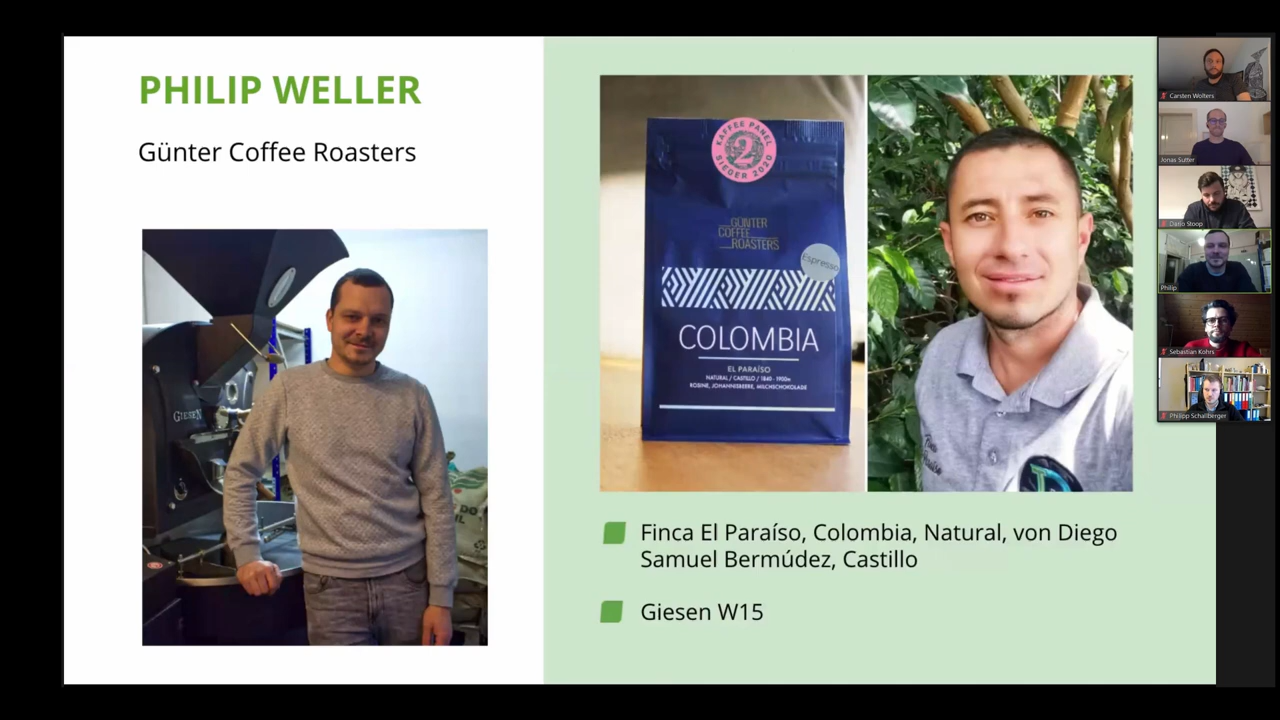 PHILIP WELLER
Günter Coffee Roasters
GIESEN
KAFFEE PANEL
2
SIEGER 2020
GÜNTER
COFFEE
ROASTERS
Espresso
COLOMBIA
EL PARAÍSO
NATURAL / CASTILLO / 1840 - 1900m
ROSINE, JOHANNISBEERE, MILCHSCHOKOLADE
Finca El Paraíso, Colombia, Natural, von Diego
Samuel Bermúdez, Castillo
Giesen W15
Carsten Wolters
Jonas Sutter
Dario Stoop
Philip
Sebastian Kohrs
Philipp Schallberger